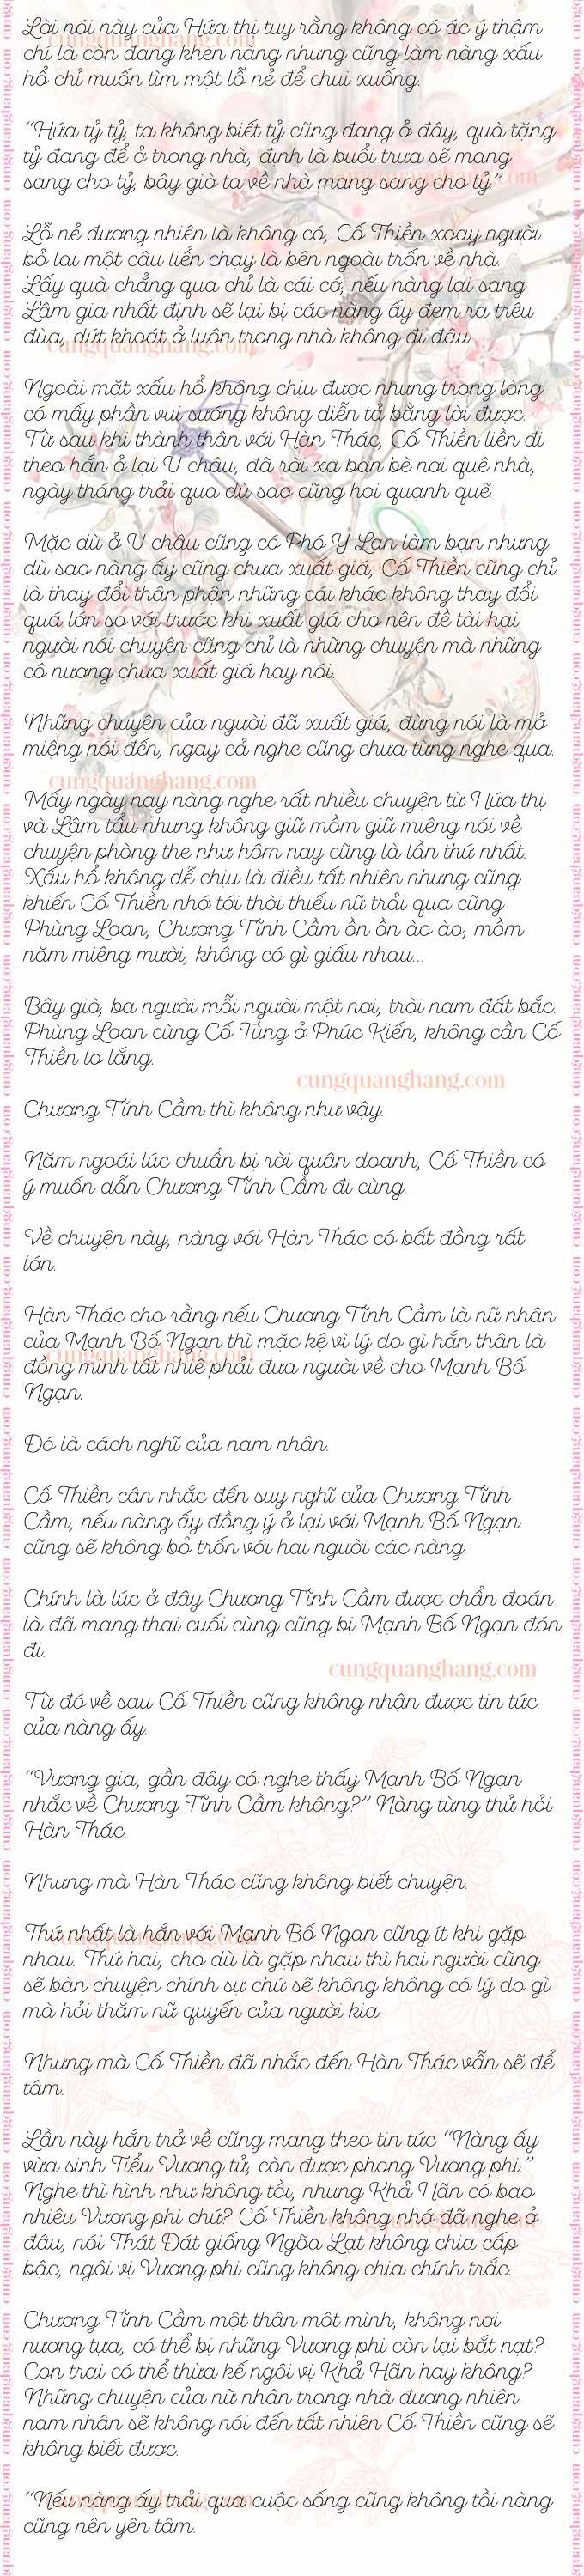 Lời nói này của Hứa thị tuy rằng không có ác ý thậm
chí là còn đang khen nàng nhưng cũng làm nàng xấu
hổ chỉ muốn tìm một lỗ nẻ để chui xuống.
“Hứa tỷ tỷ, ta không biết tỷ cũng đang ở đây, quà tặng
tỷ đang để ở trong nhà, định là buổi trưa sẽ mang
sang cho tỷ, bây giờ ta về nhà mang sang cho tỷ.”
Lỗ nẻ đương nhiên là không có, Cố Thiền xoay người
bỏ lại một câu liền chạy là bên ngoài trốn về nhà.
Lấy quà chẳng qua chỉ là cái cớ, nếu nàng lại sang
Lâm gia nhất định sẽ lại bị các nàng ấy đem ra trêu
đùa, dứt khoát ở luôn trong nhà không đi đâu.
Ngoài mặt xấu hổ không chịu được nhưng trong lòng
có mấy phần vui sướng không diễn tả bằng lời được.
Từ sau khi thành thân với Hàn Thác, Cố Thiền liền đi
theo hắn ở lại U châu, đã rời xa bạn bè nơi quê nhà,
ngày tháng trải qua dù sao cũng hơi quạnh quẽ.
Mặc dù ở U châu cũng có Phó Y Lan làm bạn nhưng
dù sao nàng ấy cũng chưa xuất giá, Cố Thiền cũng chỉ
là thay đổi thân phận những cái khác không thay đổi
quá lớn so với trước khi xuất giá cho nên đề tài hai
người nói chuyện cũng chỉ là những chuyện mà những
cô nương chưa xuất giá hay nói.
Những chuyện của người đã xuất giá, đừng nói là mở
miệng nói đến, ngay cả nghe cũng chưa từng nghe qua.
Mấy ngày nay nàng nghe rất nhiều chuyện từ Hứa thị
và Lâm tẩu nhưng không giữ mồm giữ miệng nói về
chuyện phòng the như hôm nay cũng là lần thứ nhất.
Xấu hổ không dễ chịu là điều tất nhiên nhưng cũng
khiến Cố Thiền nhớ tới thời thiếu nữ trải qua cũng
Phùng Loan, Chương Tính Cầm ồn ồn ào ào, mồm
năm miệng mười, không có gì giấu nhau...
Bây giờ, ba người mỗi người một nơi, trời nam đất bắc.
Phùng Loan cùng Cố Tùng ở Phúc Kiến, không cần Cố
Thiền lo lắng.
cungquanghang.com
Chương Tính Cầm thì không như vậy.
Năm ngoái lúc chuẩn bị rời quân doanh, Cố Thiền có
ý muốn dẫn Chương Tính Cầm đi cùng.
Về chuyện này, nàng với Hàn Thác có bất đồng rất
lớn.
Hàn Thác cho rằng nếu Chương Tính Cầm là nữ nhân
của Mạnh Bố Ngạn thì mặc kệ vì lý do gì hắn thân là
đồng minh tất nhiên phải đưa người về cho Mạnh Bố
Ngạn.
Đó là cách nghĩ của nam nhân.
Cố Thiền cân nhắc đến suy nghĩ của Chương Tính
Cầm, nếu nàng ấy đồng ý ở lại với Mạnh Bố Ngạn
cũng sẽ không bỏ trốn với hai người các nàng.
Chính là lúc ở đây Chương Tính Cầm được chẩn đoán
là đã mang thai cuối cùng cũng bị Mạnh Bố Ngạn đón
đi.
cungquanghang.com
Từ đó về sau Cố Thiền cũng không nhận được tin tức
của nàng ấy.
“Vương gia, gần đây có nghe thấy Mạnh Bố Ngạn
nhắc về Chương Tính Cầm không?” Nàng từng thử hỏi
Hàn Thác.
Nhưng mà Hàn Thác cũng không biết chuyện.
Thứ nhất là hắn với Mạnh Bố Ngạn cũng ít khi gặp
nhau. Thứ hai, cho dù là gặp nhau thì hai người cũng
sẽ bàn chuyện chính sự chứ sẽ không không có lý do gì
mà hỏi thăm nữ quyến của người kia.
Nhưng mà Cố Thiền đã nhắc đến Hàn Thác vẫn sẽ để
tâm.
Lần này hắn trở về cũng mang theo tin tức “Nàng ấy
vừa sinh Tiểu Vương tử, còn được phong Vương phi.”
Nghe thì hình như không tồi, nhưng Khả Hãn có bao
nhiêu Vương phi chứ? Cố Thiền không nhớ đã nghe ở
đâu, nói Thát Đát giống Ngõa Lạt không chia cấp
bậc, ngôi vị Vương phi cũng không chia chính trắc.
Chương Tính Cầm một thân một mình, không nơi
nương tựa, có thể bị những Vương phi còn lại bắt nạt?
Con trai có thể thừa kế ngôi vị Khả Hãn hay không?
Những chuyện của nữ nhân trong nhà đương nhiên
nam nhân sẽ không nói đến tất nhiên Cố Thiền cũng sẽ
không biết được.
“Nếu nàng ấy trải qua cuộc sống cũng không tồi nàng
cũng nên yên tâm.